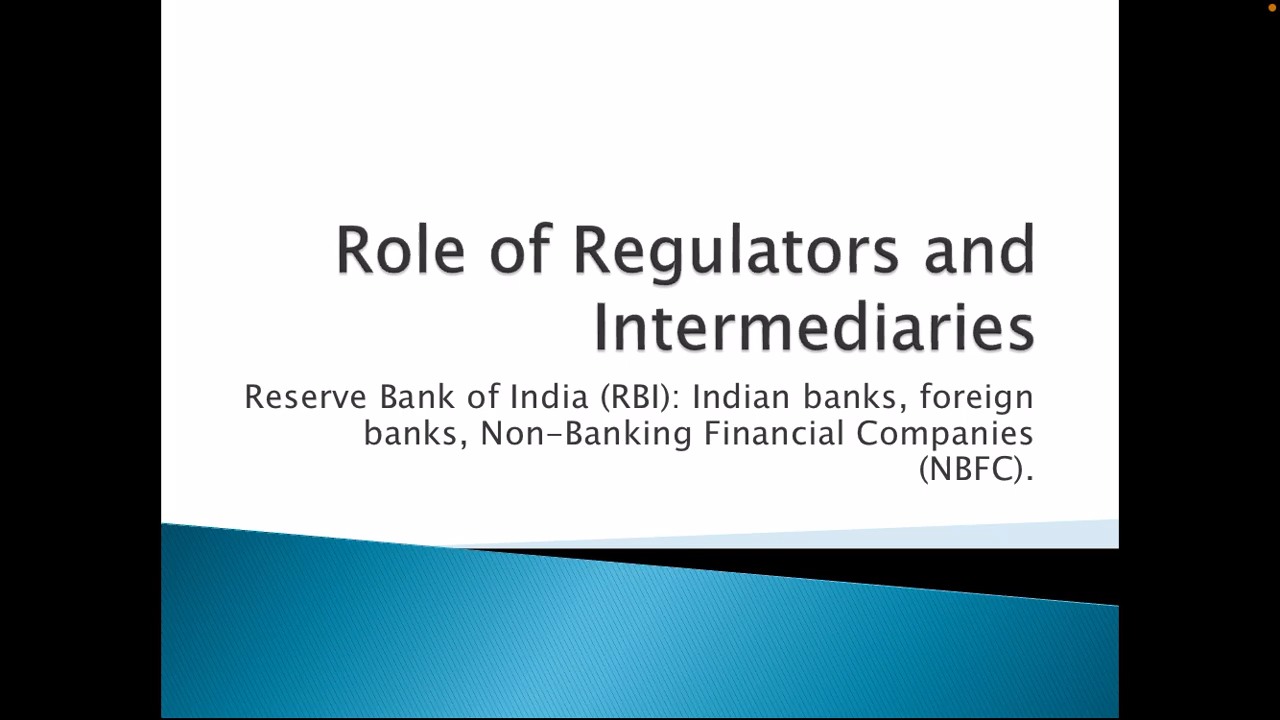 Role of Regulators and
Intermediaries
Reserve Bank of India (RBI): Indian banks, foreign
banks, Non-Banking Financial Companies
(NBFC).